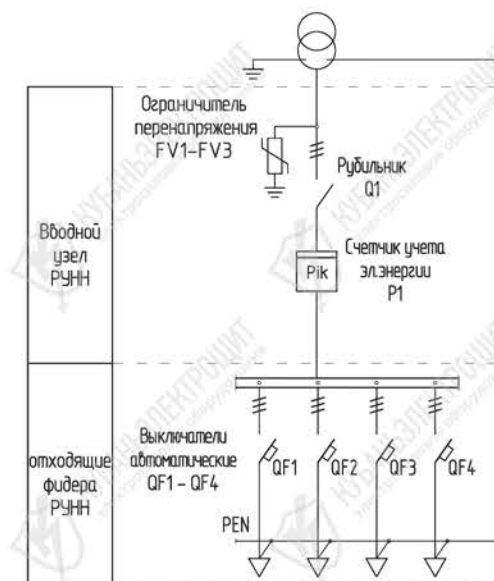 Ограничитель
перенапряжения
FV1-FV3
Рубильник
Q1
Вводной
узел
РУНН
Счетчик учета
эл.энергии
P1
Pik
отходящие
фидера
РУНН
Выключатели
автоматические
QF1 - QF4
QF1
QF2
QF3
QF4
PEN
КУБАНЬЭЛЕКТРОЩИТ